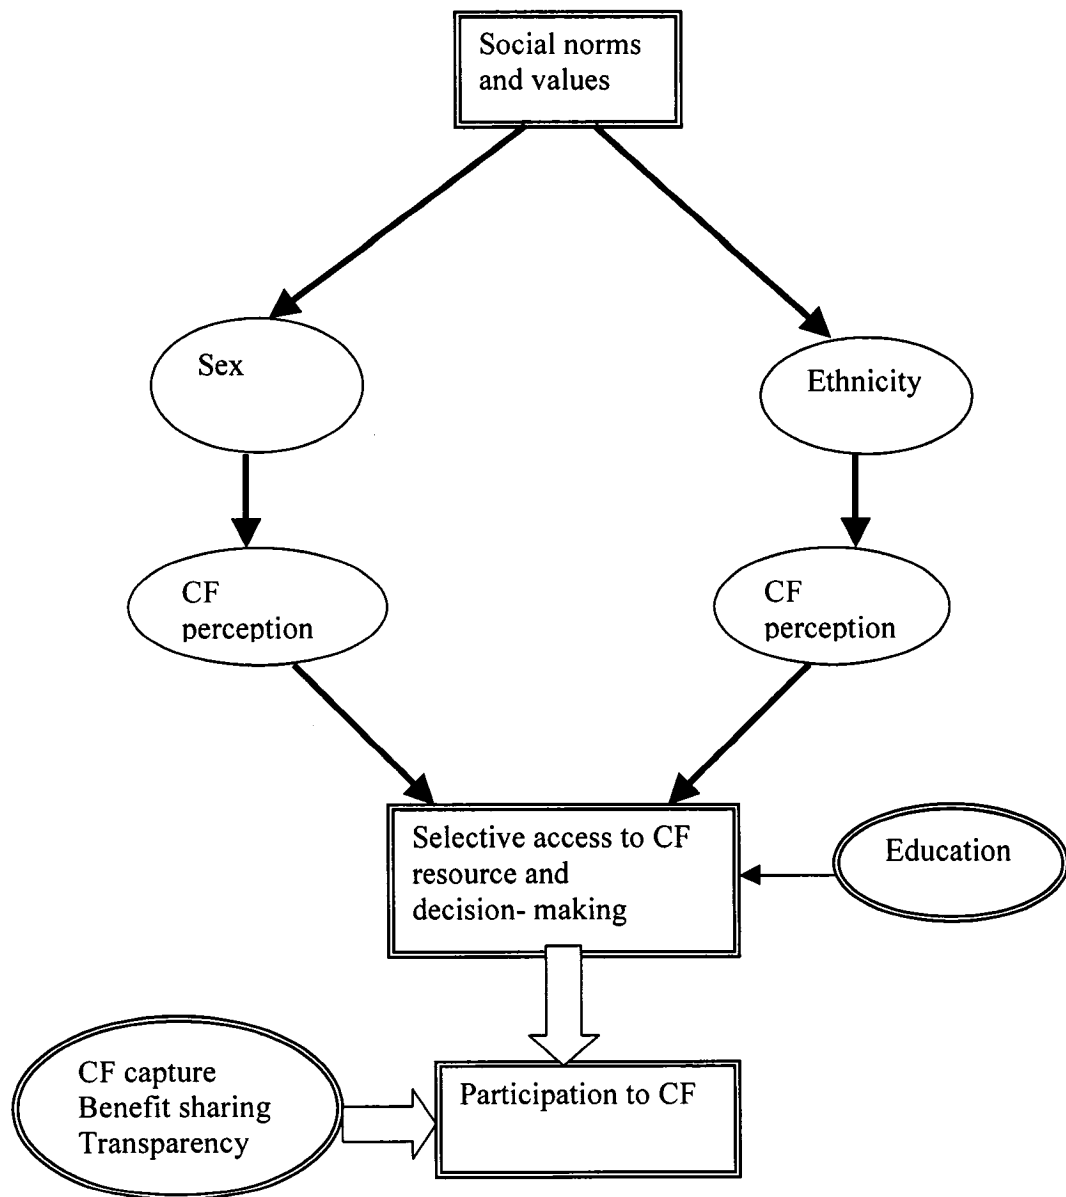 Social norms
and values
Sex
Ethnicity
CF
perception
CF
perception
Selective access to CF
resource and
decision- making
Education
CF capture
Benefit sharing
Transparency
Participation to CF